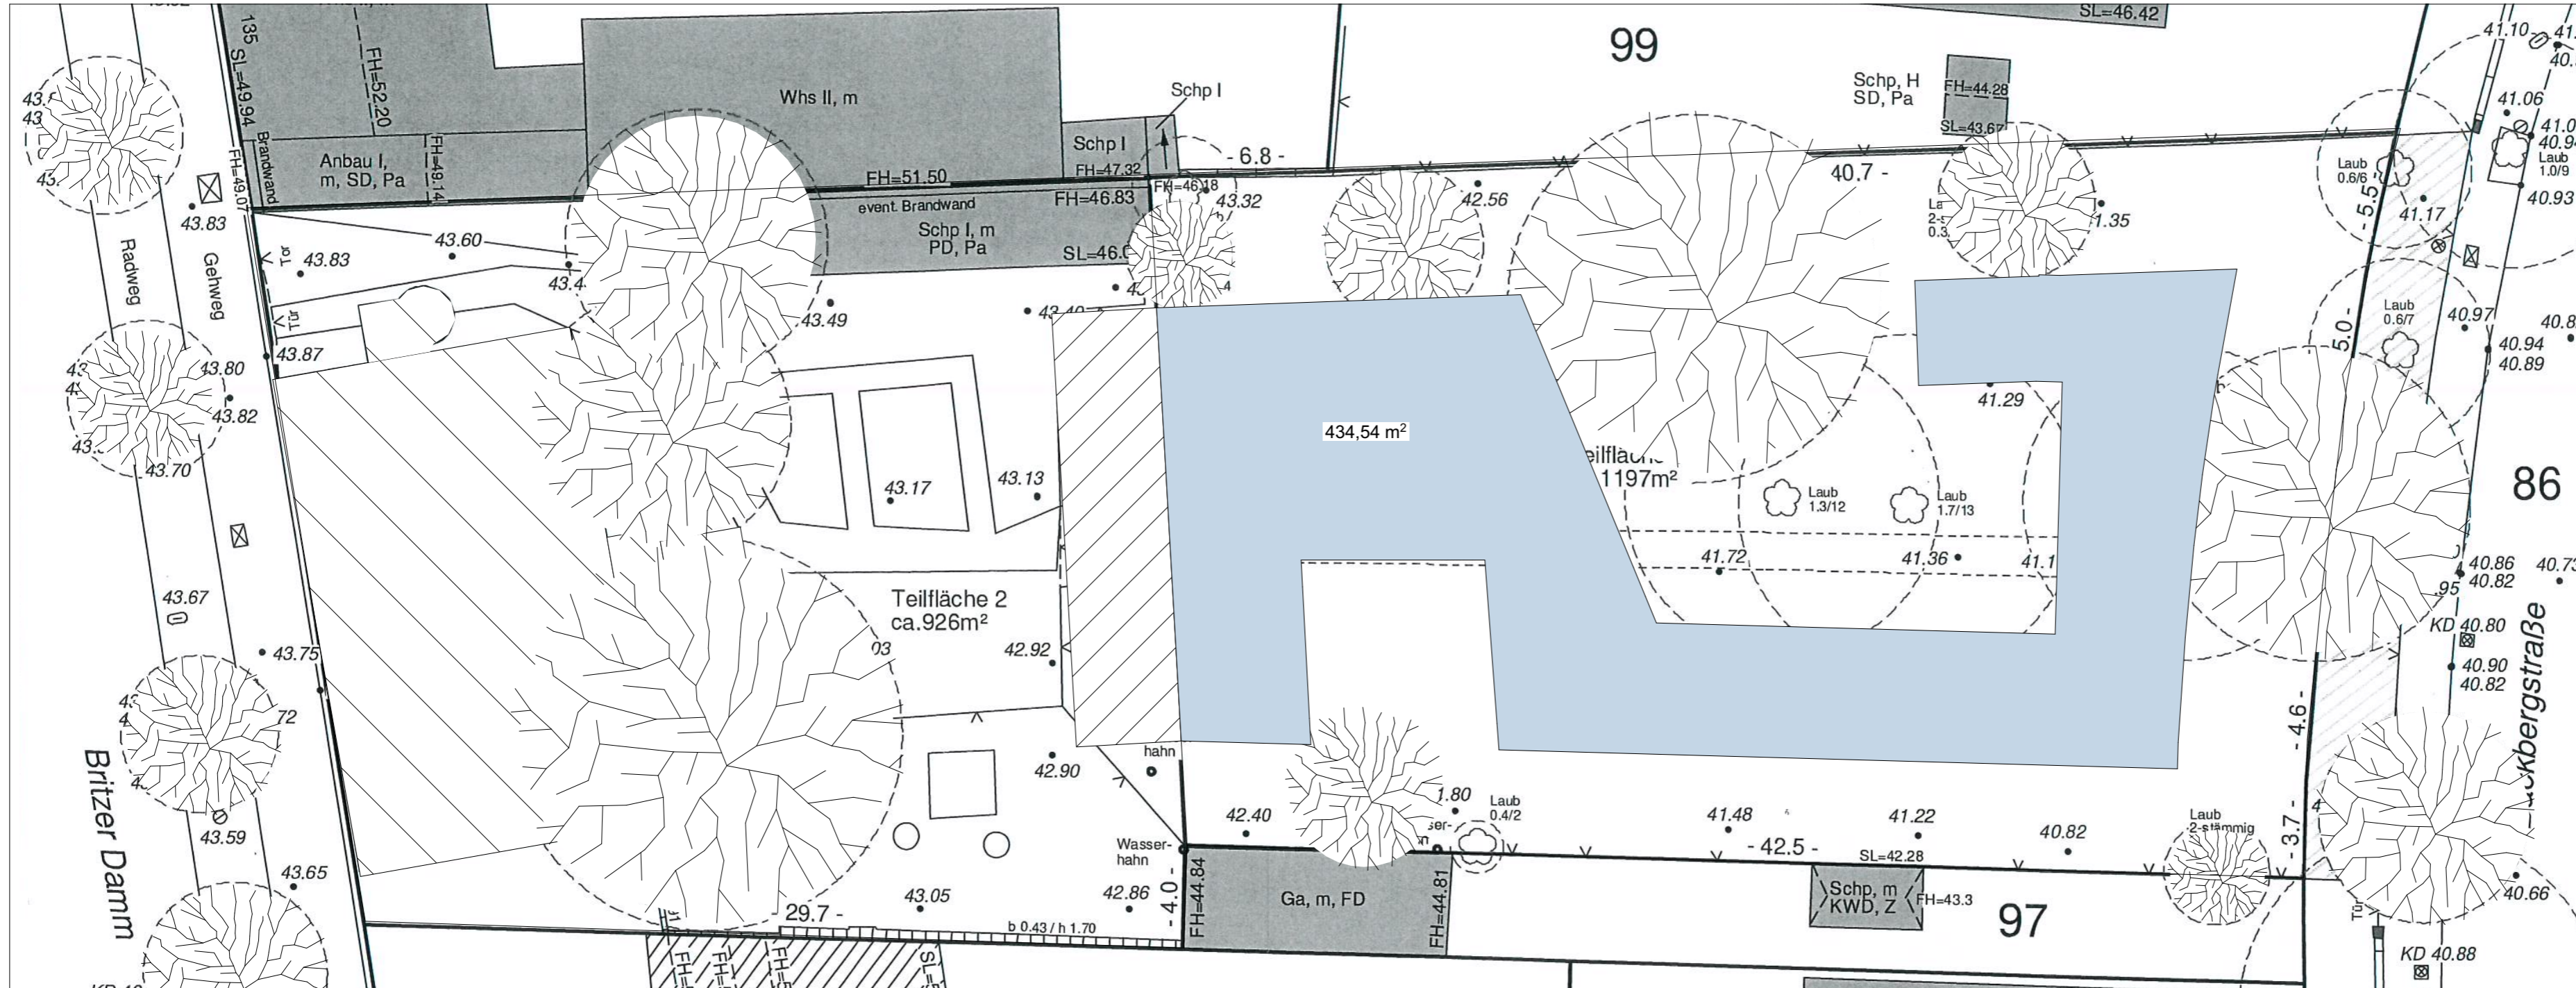 135
SL=49.94
FH=52.20
SL=46.42
99
41.10
41.06
Whs II, m
Schp I
Schp I
Schp, H
SD, Pa
FH=44.28
SL=43.67
Brandwand
FH=49.07
Anbau I,
m, SD, Pa
FH=49.14
FH=51.50
FH=47.32
- 6.8 -
40.7 -
Laub
0.6/6
Laub
1.0/9
- 5.5 -
40.93
41.17
event. Brandwand
FH=46.83
FH=46.18
43.32
42.56
Schp I, m
PD, Pa
43.83
Radweg
Gehweg
Tor
43.83
43.60
43.49
Tür
43.87
43.80
43.82
43.70
43.17
43.13
434,54 m²
1197m²
Laub
1.3/12
Laub
1.7/13
41.29
Laub
0.6/7
5.0 -
40.97
40.94
40.89
86
41.72
41.36
40.86
40.82
KD 40.80
40.90
40.82
43.67
43.75
Teilfläche 2
ca.926m²
42.92
42.90
hahn
- 4.6 -
Britzer Damm
43.59
43.65
43.05
42.86
Wasser-
hahn
42.40
Laub
0.4/2
41.48
41.22
40.82
- 42.5 -
SL=42.28
Laub
2-stämmig
- 3.7 -
- 4.0 -
FH=44.84
Ga, m, FD
FH=44.81
Schp, m
KWD, Z
FH=43.3
97
40.66
- 29.7 -
b 0.43 / h 1.70
KD 40.88